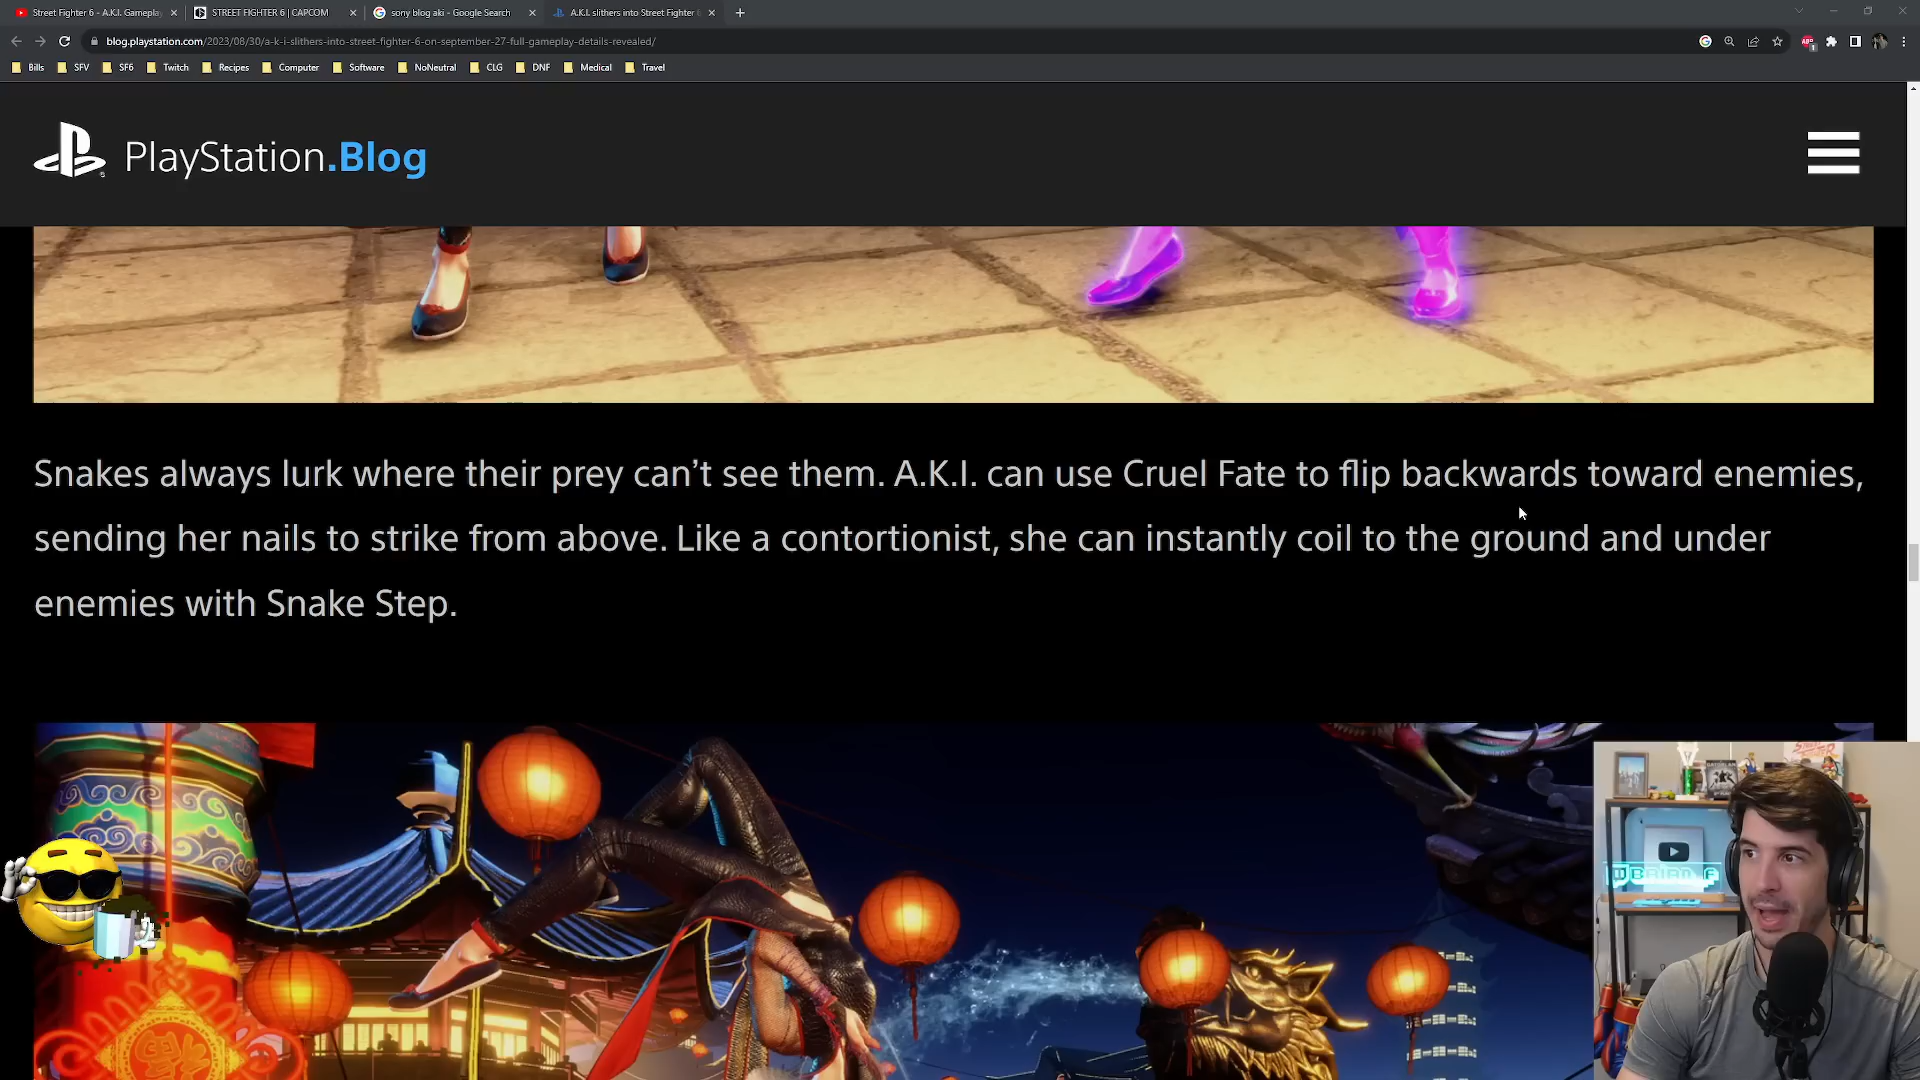 Street Fighter 6 - A.K.I. Gamepla
STREET FIGHTER 6 | CAPCOM
sony blog aki - Google Search
A.K.I. slithers into Street Fighter
blog.playstation.com/2023/08/30/a-k-i-slithers-into-street-fighter-6-on-september-27-full-gameplay-details-revealed/
Bills SFV SF6 Twitch Recipes Computer Software NoNeutral CLG DNF Medical Travel
PlayStation.Blog
Snakes always lurk where their prey can’t see them. A.K.I. can use Cruel Fate to flip backwards toward enemies,
sending her nails to strike from above. Like a contortionist, she can instantly coil to the ground and under
enemies with Snake Step.
BRIAN_F